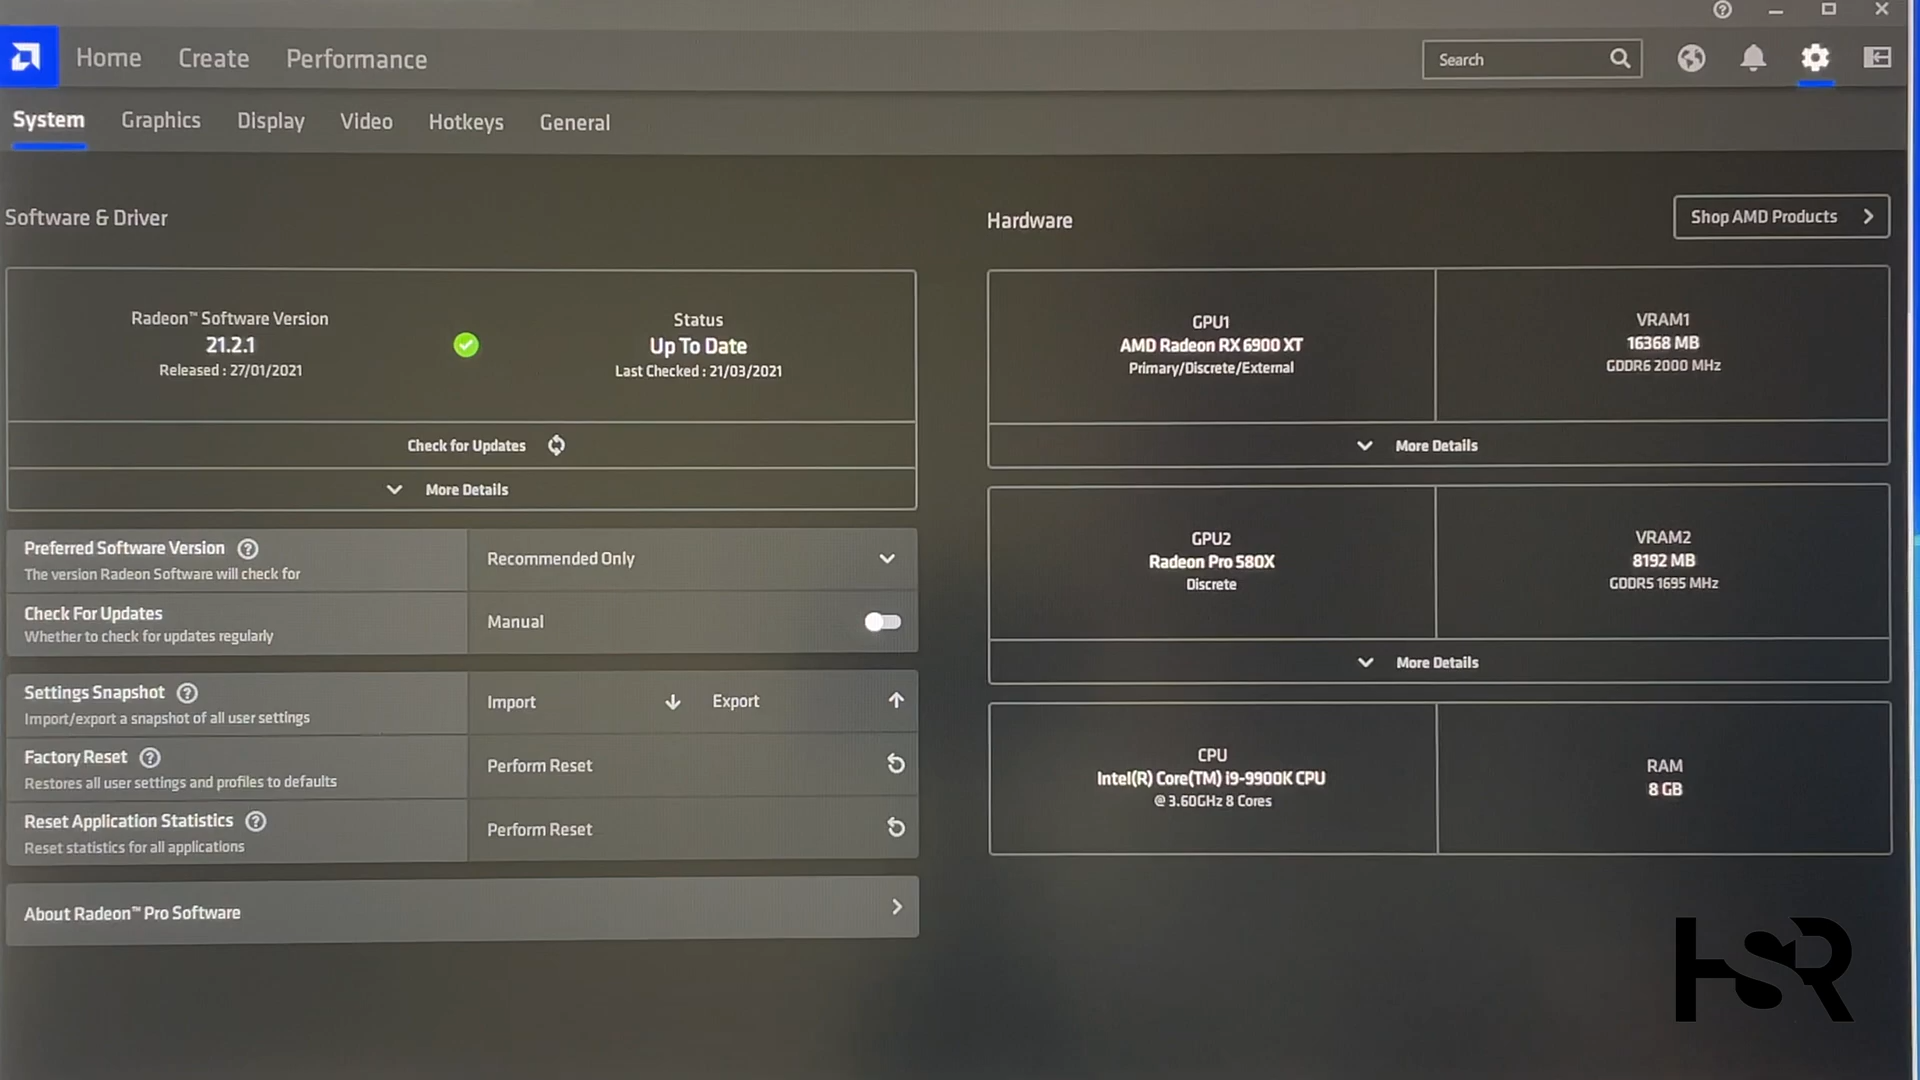 Home
Create
Performance
Search
System
Graphics
Display
Video
Hotkeys
General
Software & Driver
Radeon™ Software Version
21.2.1
Released : 27/01/2021
Status
Up To Date
Last Checked : 21/03/2021
Check for Updates
More Details
Preferred Software Version
The version Radeon Software will check for
Recommended Only
Check For Updates
Whether to check for updates regularly
Manual
Settings Snapshot
Import/export a snapshot of all user settings
Import
Export
Factory Reset
Restores all user settings and profiles to defaults
Perform Reset
Reset Application Statistics
Reset statistics for all applications
Perform Reset
About Radeon™ Pro Software
Hardware
Shop AMD Products
GPU1
AMD Radeon RX 6900 XT
Primary/Discrete/External
VRAM1
16368 MB
GDDR6 2000 MHz
More Details
GPU2
Radeon Pro 580X
Discrete
VRAM2
8192 MB
GDDR5 1695 MHz
More Details
CPU
Intel(R) Core(TM) i9-9900K CPU
@ 3.60GHz 8 Cores
RAM
8 GB
HSR